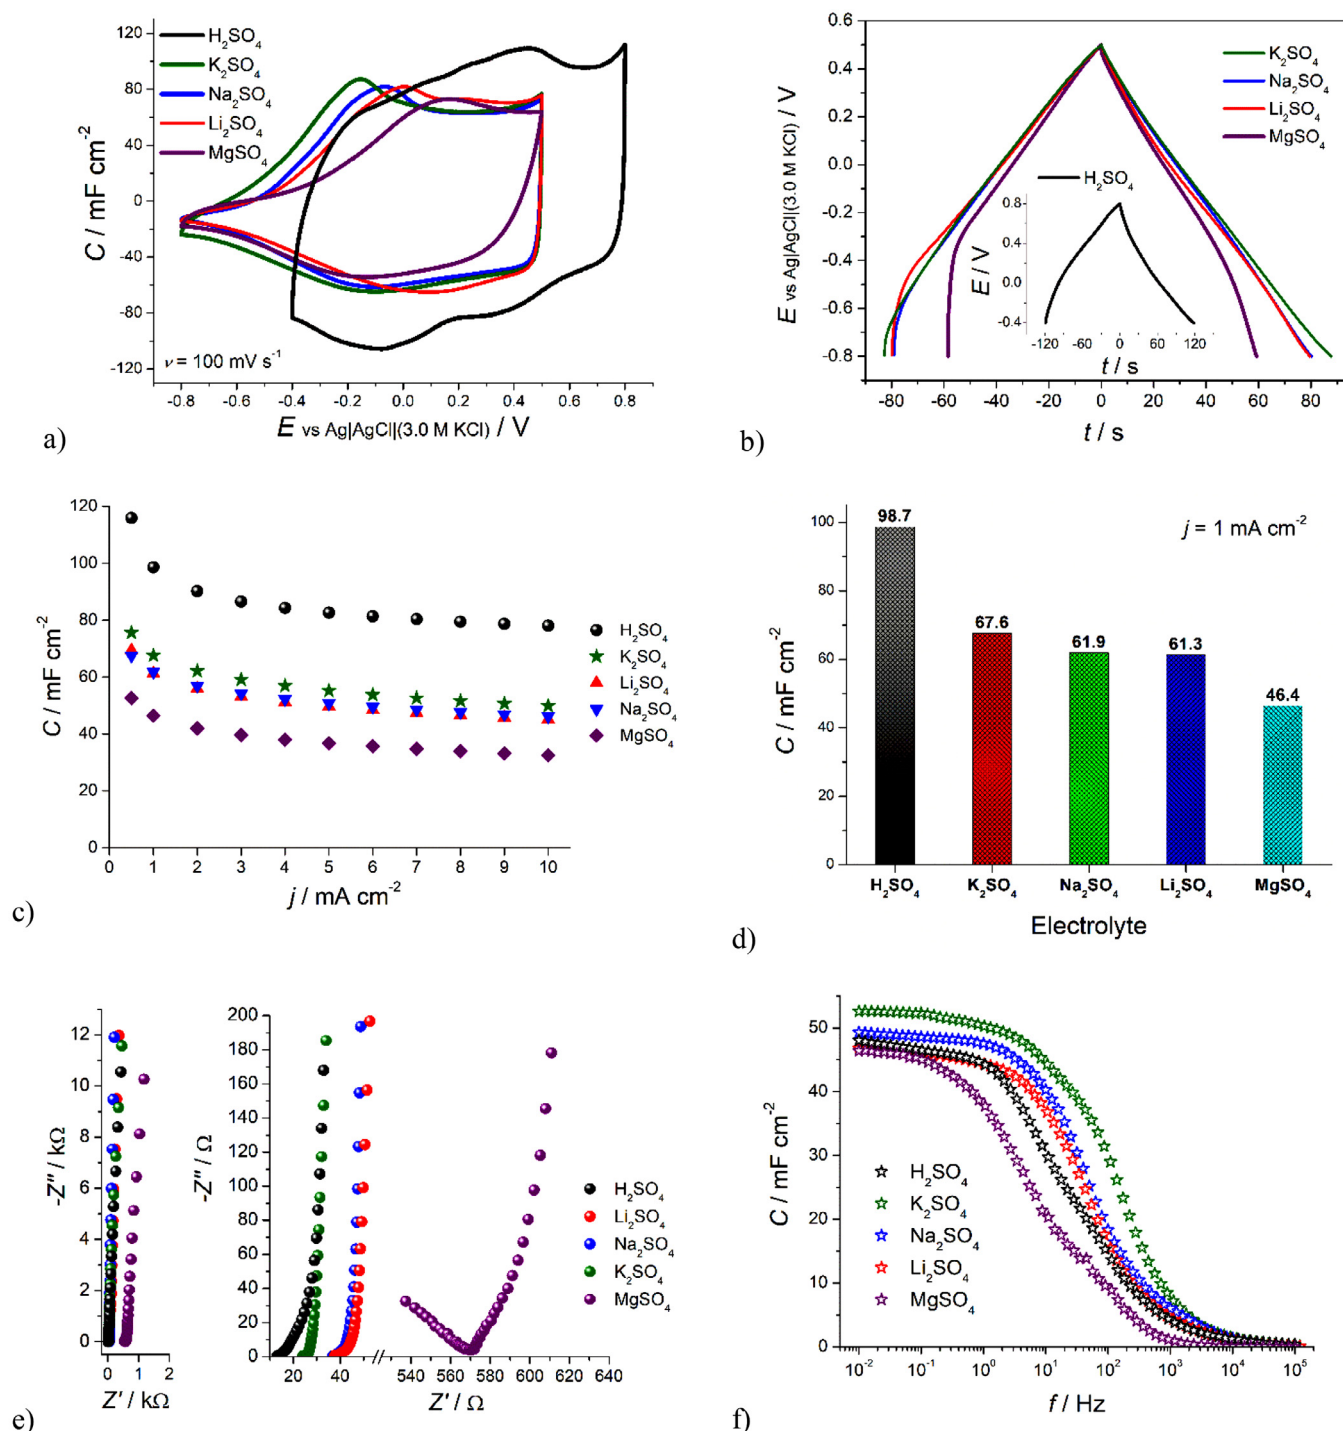 H₂SO₄
K₂SO₄
Na₂SO₄
Li₂SO₄
MgSO₄
120
80
40
0
-40
-80
-120
C / mF cm⁻²
ν = 100 mV s⁻¹
-0.8 -0.6 -0.4 -0.2 0.0 0.2 0.4 0.6 0.8
E vs Ag|AgCl|(3.0 M KCl) / V
a)
0.6
0.4
0.2
0.0
-0.2
-0.4
-0.6
-0.8
E vs Ag|AgCl|(3.0 M KCl) / V
K₂SO₄
Na₂SO₄
Li₂SO₄
MgSO₄
H₂SO₄
0.8
0.4
0.0
-0.4
E / V
-120 -60 0 60 120
t / s
-80 -60 -40 -20 0 20 40 60 80
t / s
b)
120
100
80
60
40
20
0
C / mF cm⁻²
H₂SO₄
K₂SO₄
Li₂SO₄
Na₂SO₄
MgSO₄
0 1 2 3 4 5 6 7 8 9 10
j / mA cm⁻²
c)
100
80
60
40
20
0
C / mF cm⁻²
j = 1 mA cm⁻²
98.7
67.6
61.9
61.3
46.4
H₂SO₄ K₂SO₄ Na₂SO₄ Li₂SO₄ MgSO₄
Electrolyte
d)
12
10
8
6
4
2
0
-Z'' / kΩ
0 2
Z' / kΩ
200
180
160
140
120
100
80
60
40
20
0
-Z'' / Ω
H₂SO₄
Li₂SO₄
Na₂SO₄
K₂SO₄
MgSO₄
20 40 540 560 580 600 620 640
Z' / Ω
e)
50
40
30
20
10
0
C / mF cm⁻²
H₂SO₄
K₂SO₄
Na₂SO₄
Li₂SO₄
MgSO₄
10⁻² 10⁻¹ 10⁰ 10¹ 10² 10³ 10⁴ 10⁵
f / Hz
f)